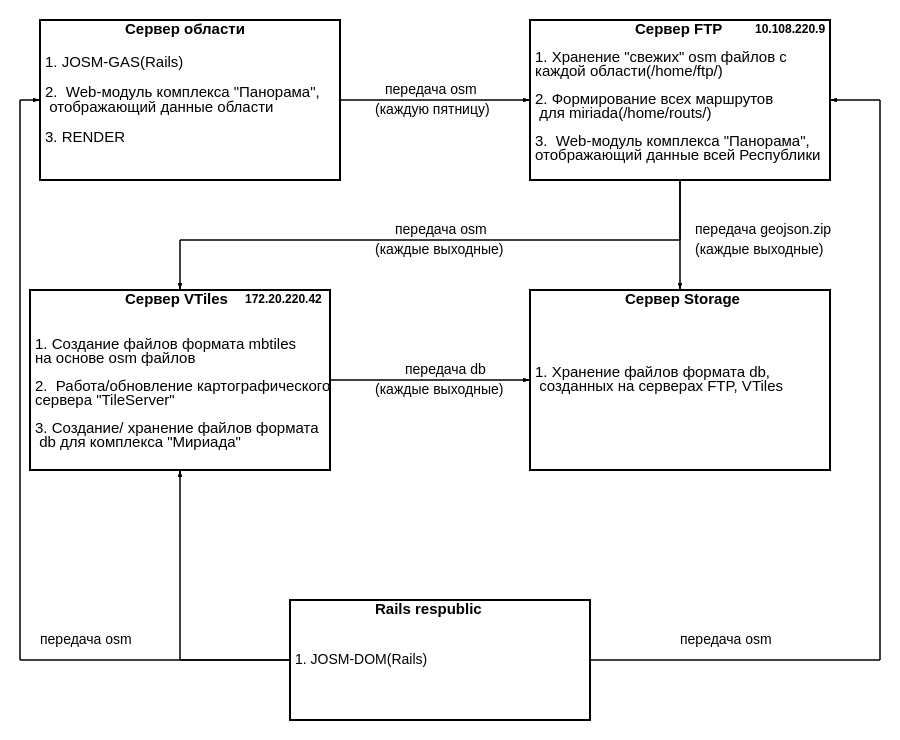 Сервер области
1. JOSM-GAS(Rails)
2.  Web-модуль комплекса "Панорама",
отображающий данные области
3. RENDER
передача osm
(каждую пятницу)
Сервер FTP
10.108.220.9
1. Хранение "свежих" osm файлов с
каждой области(/home/ftp/)
2. Формирование всех маршрутов
для miriada(/home/routs/)
3.  Web-модуль комплекса "Панорама",
отображающий данные всей Республики
передача osm
(каждые выходные)
передача geojson.zip
(каждые выходные)
Сервер VTiles
172.20.220.42
1. Создание файлов формата mbtiles
на основе osm файлов
2.  Работа/обновление картографического
сервера "TileServer"
3. Создание/ хранение файлов формата
db для комплекса "Мириада"
передача db
(каждые выходные)
Сервер Storage
1. Хранение файлов формата db,
созданных на серверах FTP, VTiles
передача osm
Rails respublic
1. JOSM-DOM(Rails)
передача osm